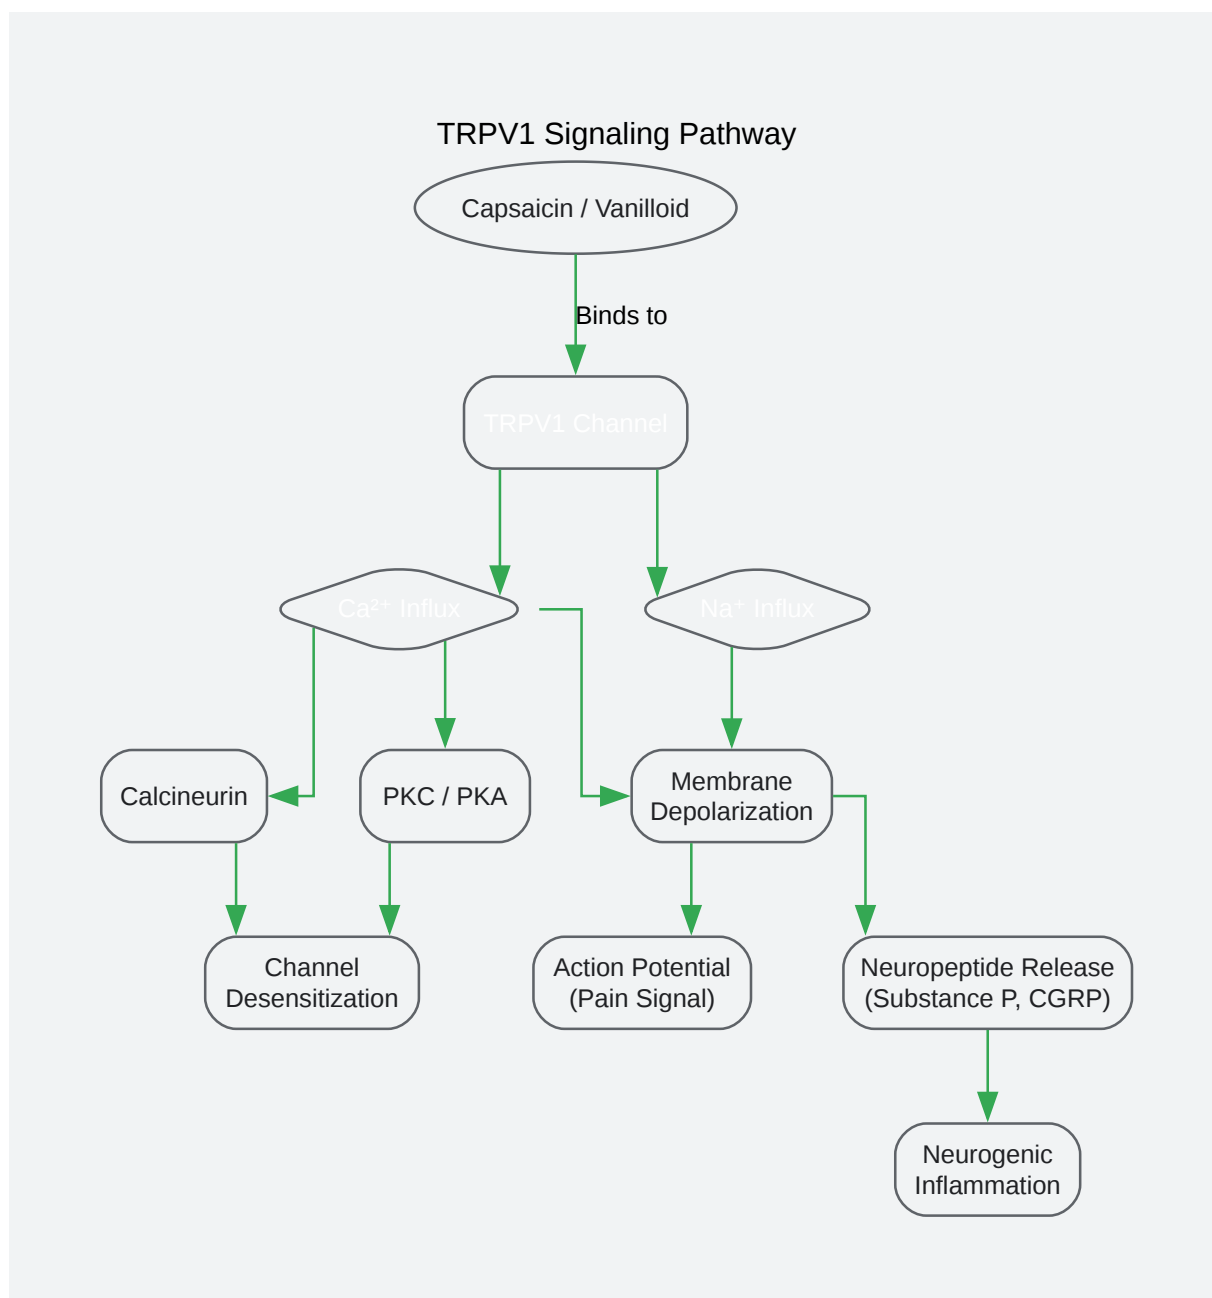 TRPV1 Signaling Pathway
Capsaicin / Vanilloid
Binds to
TRPV1 Channel
Ca²⁺ Influx
Na⁺ Influx
Calcineurin
PKC / PKA
Membrane
Depolarization
Channel
Desensitization
Action Potential
(Pain Signal)
Neuropeptide Release
(Substance P, CGRP)
Neurogenic
Inflammation